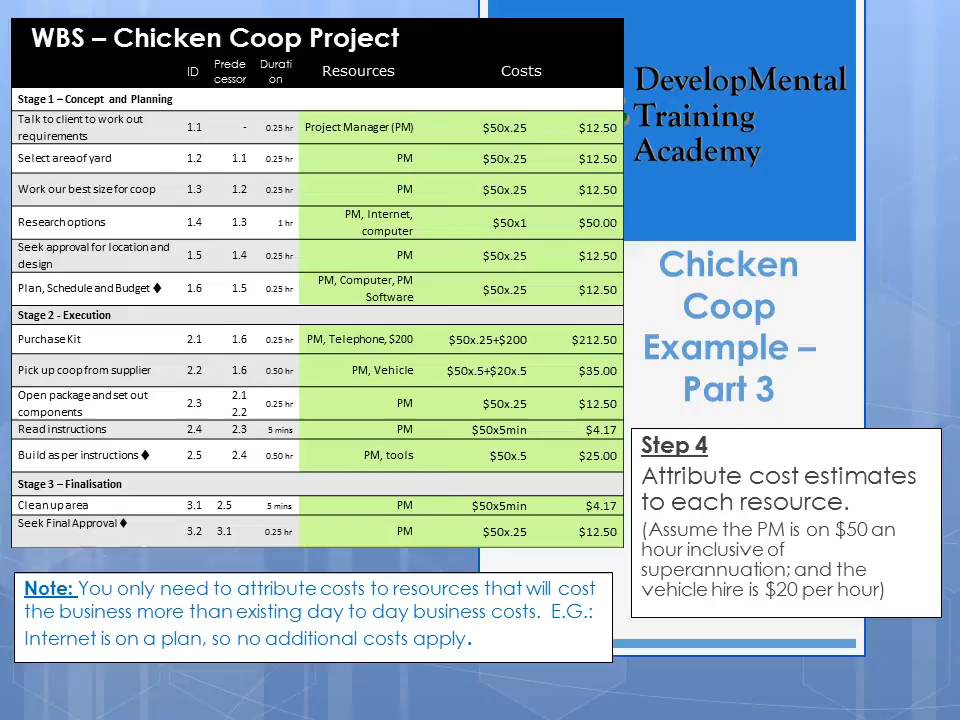 WBS – Chicken Coop Project
ID Prede cessor Durati on Resources Costs
Stage 1 – Concept and Planning
Talk to client to work out requirements 1.1 - 0.25 hr Project Manager (PM) $50x.25 $12.50
Select area of yard 1.2 1.1 0.25 hr PM $50x.25 $12.50
Work our best size for coop 1.3 1.2 0.25 hr PM $50x.25 $12.50
Research options 1.4 1.3 1 hr PM, Internet, computer $50x1 $50.00
Seek approval for location and design 1.5 1.4 0.25 hr PM $50x.25 $12.50
Plan, Schedule and Budget ♦ 1.6 1.5 0.25 hr PM, Computer, PM Software $50x.25 $12.50
Stage 2 - Execution
Purchase Kit 2.1 1.6 0.25 hr PM, Telephone, $200 $50x.25+$200 $212.50
Pick up coop from supplier 2.2 1.6 0.50 hr PM, Vehicle $50x.5+$20x.5 $35.00
Open package and set out components 2.3 2.1 2.2 0.25 hr PM $50x.25 $12.50
Read instructions 2.4 2.3 5 mins PM $50x5min $4.17
Build as per instructions ♦ 2.5 2.4 0.50 hr PM, tools $50x.5 $25.00
Stage 3 – Finalisation
Clean up area 3.1 2.5 5 mins PM $50x5min $4.17
Seek Final Approval ♦ 3.2 3.1 0.25 hr PM $50x.25 $12.50
DevelopMental
Training
Academy
Chicken
Coop
Example –
Part 3
Step 4
Attribute cost estimates
to each resource.
(Assume the PM is on $50 an
hour inclusive of
superannuation; and the
vehicle hire is $20 per hour)
Note: You only need to attribute costs to resources that will cost
the business more than existing day to day business costs. E.G.:
Internet is on a plan, so no additional costs apply.